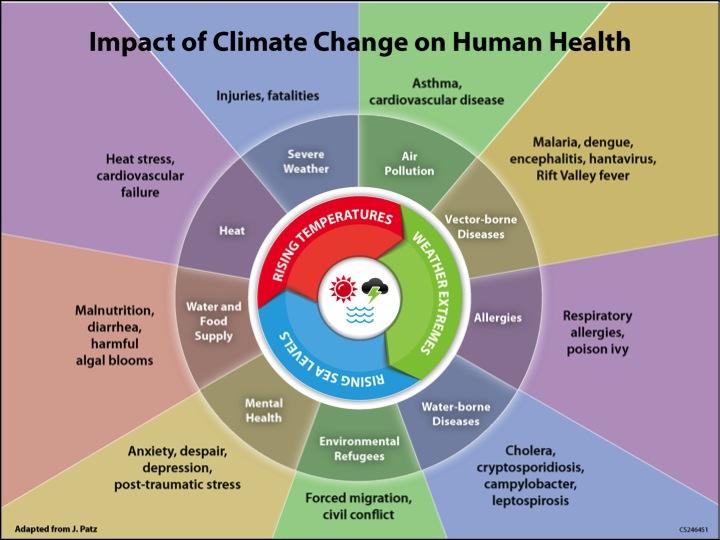 Impact of Climate Change on Human Health
Injuries, fatalities
Asthma,
cardiovascular disease
Malaria, dengue,
encephalitis, hantavirus,
Rift Valley fever
Respiratory
allergies,
poison ivy
Cholera,
cryptosporidiosis,
campylobacter,
leptospirosis
Forced migration,
civil conflict
Anxiety, despair,
depression,
post-traumatic stress
Malnutrition,
diarrhea,
harmful
algal blooms
Heat stress,
cardiovascular
failure
Severe
Weather
Air
Pollution
Vector-borne
Diseases
Allergies
Water-borne
Diseases
Environmental
Refugees
Mental
Health
Water and
Food
Supply
Heat
RISING TEMPERATURES
WEATHER EXTREMES
RISING SEA LEVELS
Adapted from J. Patz
CS246451